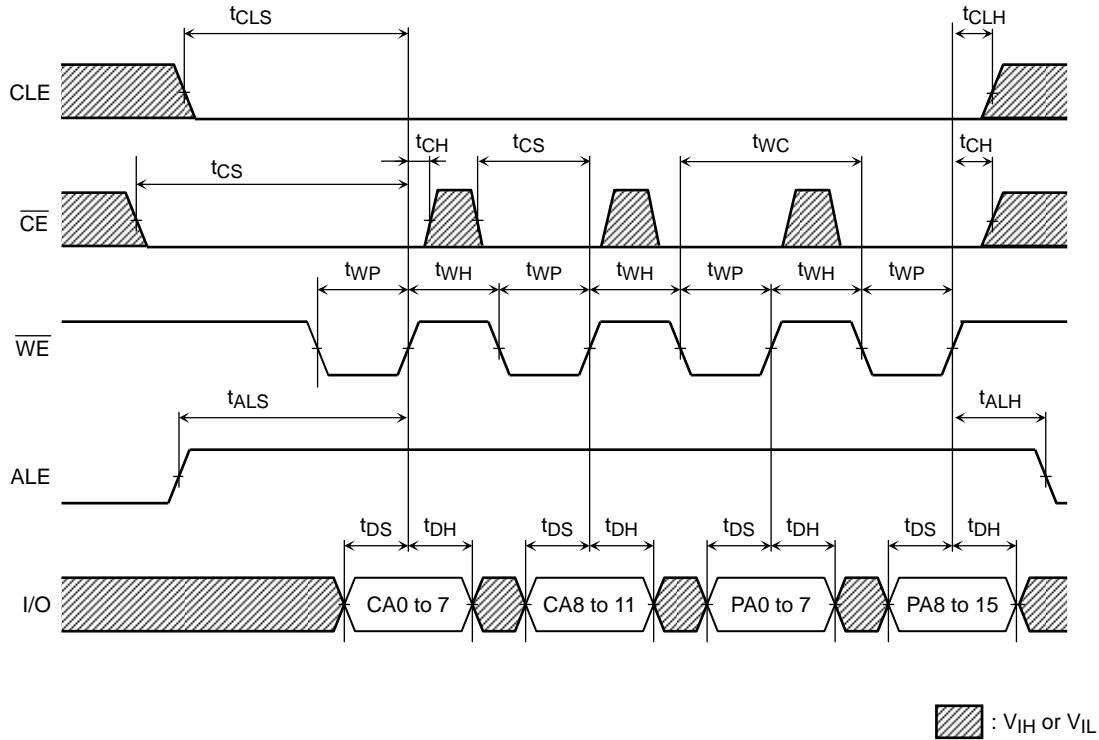 tCLS tCLH
CLE
tCH tCS tWC tCH
tCS
CE
tWP tWH tWP tWH tWP tWH tWP
WE
tALS tALH
ALE
tDS tDH tDS tDH tDS tDH tDS tDH
I/O CA0 to 7 CA8 to 11 PA0 to 7 PA8 to 15
: VIH or VIL